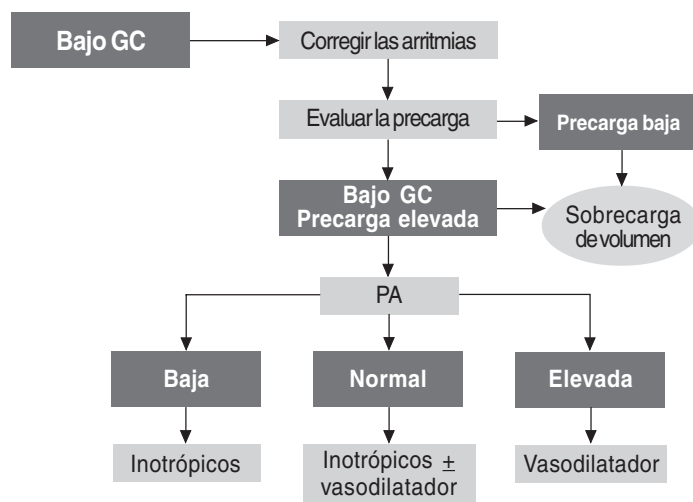 Bajo GC
Corregir las arritmias
Evaluar la precarga
Precarga baja
Bajo GC
Precarga elevada
Sobrecarga
de volumen
PA
Baja
Normal
Elevada
Inotrópicos
Inotrópicos ±
vasodilatador
Vasodilatador